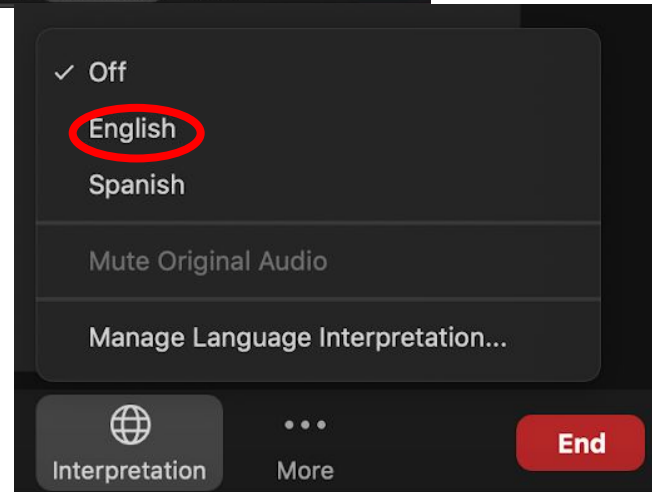 ✓ Off
English
Spanish
Mute Original Audio
Manage Language Interpretation...
Interpretation
More
End